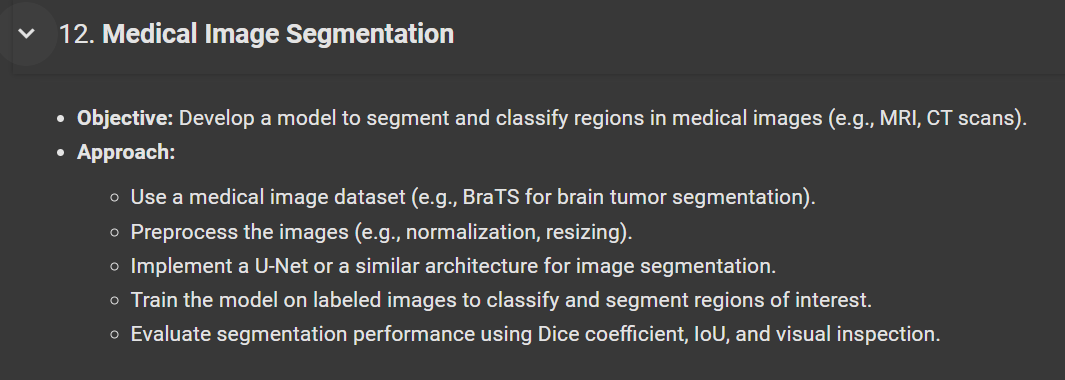 12. Medical Image Segmentation
• Objective: Develop a model to segment and classify regions in medical images (e.g., MRI, CT scans).
• Approach:
○ Use a medical image dataset (e.g., BraTS for brain tumor segmentation).
○ Preprocess the images (e.g., normalization, resizing).
○ Implement a U-Net or a similar architecture for image segmentation.
○ Train the model on labeled images to classify and segment regions of interest.
○ Evaluate segmentation performance using Dice coefficient, IoU, and visual inspection.